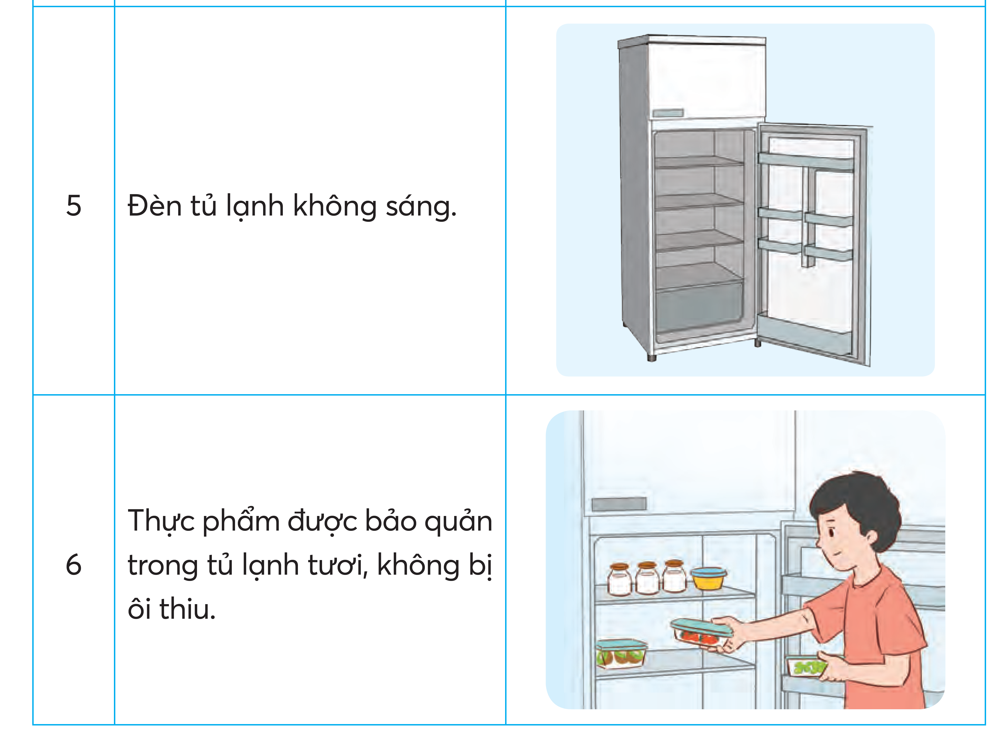 5
Đèn tủ lạnh không sáng.
6
Thực phẩm được bảo quản
trong tủ lạnh tươi, không bị
ôi thiu.